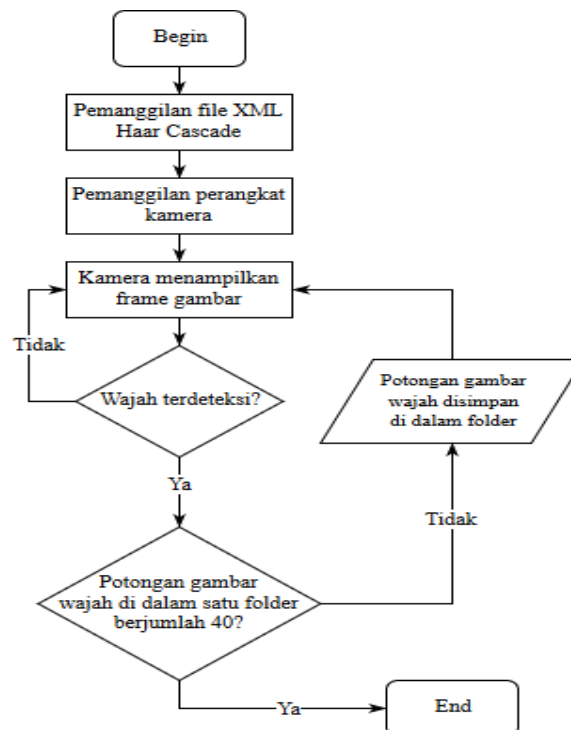 Begin
Pemanggilan file XML
Haar Cascade
Pemanggilan perangkat
kamera
Kamera menampilkan
frame gambar
Tidak
Wajah terdeteksi?
Potongan gambar
wajah disimpan
di dalam folder
Ya
Tidak
Potongan gambar
wajah di dalam satu folder
berjumlah 40?
Ya
End